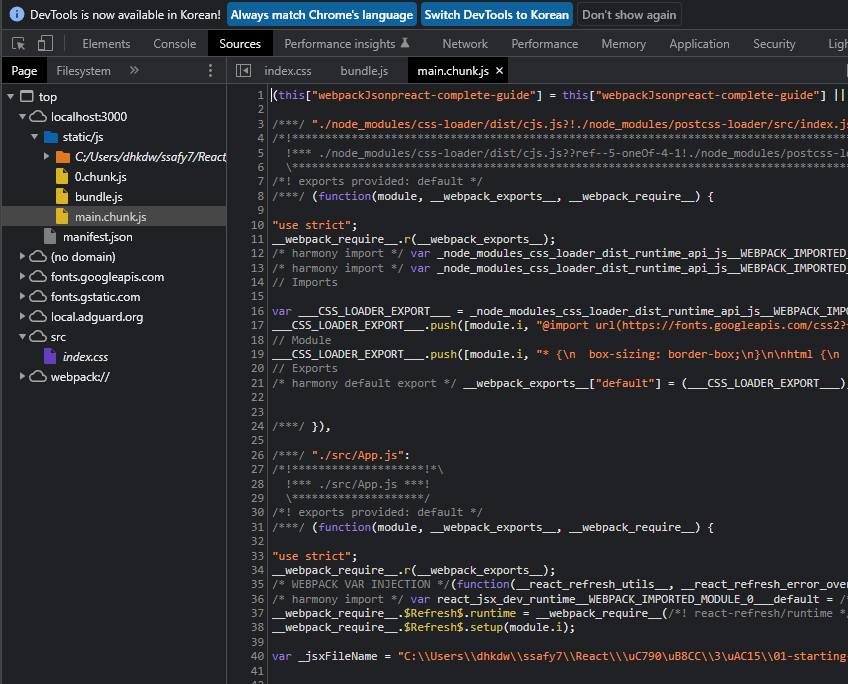 DevTools is now available in Korean! Always match Chrome's language Switch DevTools to Korean Don't show again
Elements Console Sources Performance insights Network Performance Memory Application Security Ligh
Page Filesystem » index.css bundle.js main.chunk.js ×
top
localhost:3000
static/js
C:/Users/dhkdw/ssafy7/React
0.chunk.js
bundle.js
main.chunk.js
manifest.json
(no domain)
fonts.googleapis.com
fonts.gstatic.com
local.adguard.org
src
index.css
webpack://
1 (this["webpackJsonpreact-complete-guide"] = this["webpackJsonpreact-complete-guide"] ||
2
3 /***/ "./node_modules/css-loader/dist/cjs.js?!./node_modules/postcss-loader/src/index.js
4 /*!**********************************************************************************
5 !*** ./node_modules/css-loader/dist/cjs.js??ref--5-oneOf-4-1!./node_modules/postcss-lo
6 \**********************************************************************************
7 /*! exports provided: default */
8 /***/ (function(module, __webpack_exports__, __webpack_require__) {
9
10 "use strict";
11 __webpack_require__.r(__webpack_exports__);
12 /* harmony import */ var _node_modules_css_loader_dist_runtime_api_js__WEBPACK_IMPORTED_
13 /* harmony import */ var _node_modules_css_loader_dist_runtime_api_js__WEBPACK_IMPORTED_
14 // Imports
15
16 var ___CSS_LOADER_EXPORT___ = _node_modules_css_loader_dist_runtime_api_js__WEBPACK_IMPO
17 ___CSS_LOADER_EXPORT___.push([module.i, "@import url(https://fonts.googleapis.com/css2?
18 // Module
19 ___CSS_LOADER_EXPORT___.push([module.i, "* {\n  box-sizing: border-box;\n}\n\nhtml {\n
20 // Exports
21 /* harmony default export */ __webpack_exports__["default"] = (___CSS_LOADER_EXPORT___);
22
23
24 /***/ }),
25
26 /***/ "./src/App.js":
27 /*!********************!*\
28 !*** ./src/App.js ***!
29 \********************/
30 /*! exports provided: default */
31 /***/ (function(module, __webpack_exports__, __webpack_require__) {
32
33 "use strict";
34 __webpack_require__.r(__webpack_exports__);
35 /* WEBPACK VAR INJECTION */(function(__react_refresh_utils__, __react_refresh_error_over
36 /* harmony import */ var react_jsx_dev_runtime__WEBPACK_IMPORTED_MODULE_0___default = /*
37 __webpack_require__.$Refresh$.runtime = __webpack_require__(/*! react-refresh/runtime */
38 __webpack_require__.$Refresh$.setup(module.i);
39
40 var _jsxFileName = "C:\\Users\\dhkdw\\ssafy7\\React\\\uC790\uB8CC\\3\uAC15\\01-starting-
41